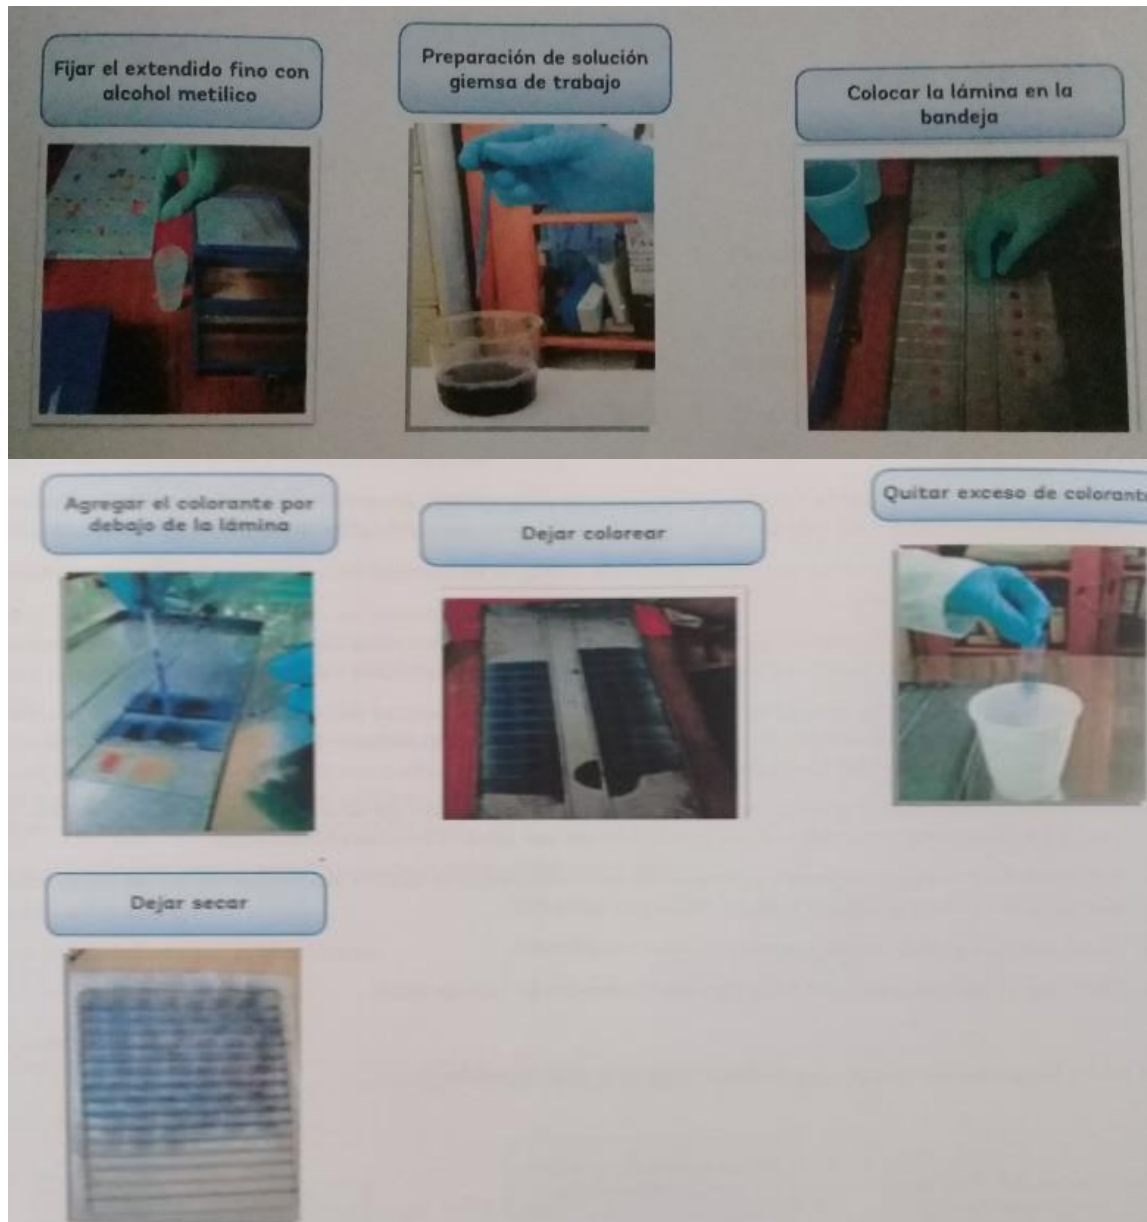 Fijar el extendido fino con
alcohol metilico
Preparación de solución
giemsa de trabajo
Colocar la lámina en la
bandeja
Agregar el colorante por
debajo de la lámina
Dejar colorear
Quitar exceso de colorante
Dejar secar